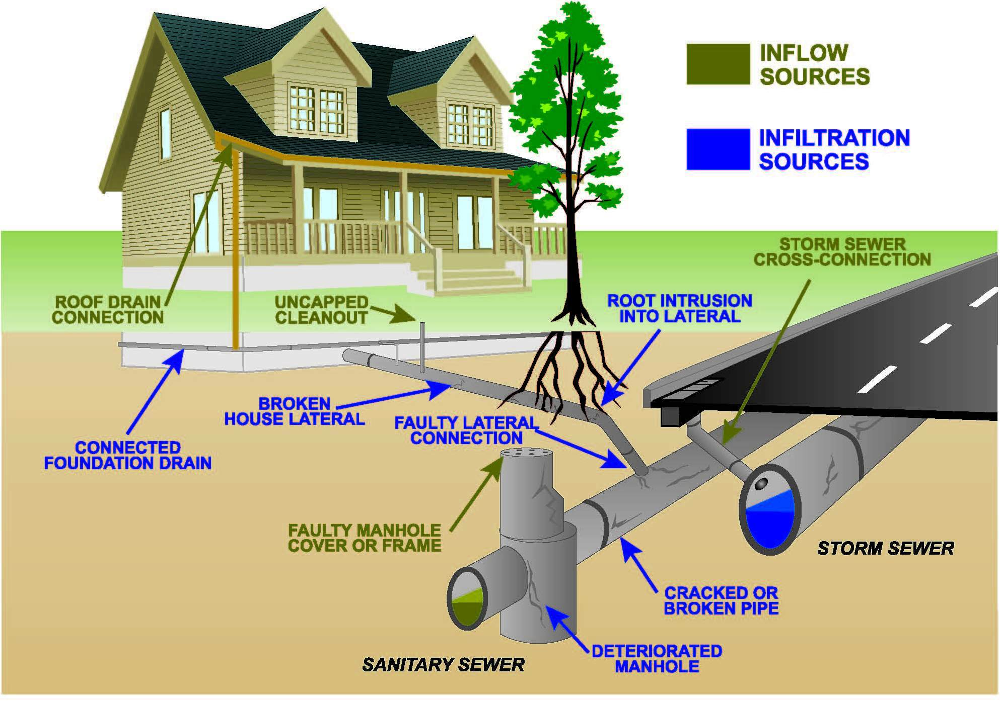 INFLOW
SOURCES
INFILTRATION
SOURCES
STORM SEWER
CROSS-CONNECTION
ROOF DRAIN
CONNECTION
UNCAPPED
CLEANOUT
ROOT INTRUSION
INTO LATERAL
BROKEN
HOUSE LATERAL
FAULTY LATERAL
CONNECTION
CONNECTED
FOUNDATION DRAIN
FAULTY MANHOLE
COVER OR FRAME
STORM SEWER
CRACKED OR
BROKEN PIPE
DETERIORATED
MANHOLE
SANITARY SEWER